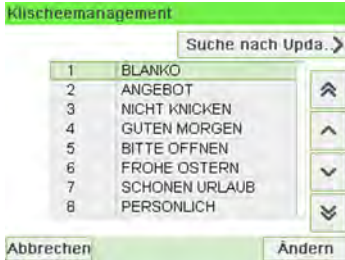 Klischeemanagement
Suche nach Upda..
1 BLANKO
2 ANGEBOT
3 NICHT KNICKEN
4 GUTEN MORGEN
5 BITTE OFFNEN
6 FROHE OSTERN
7 SCHONEN URLAUB
8 PERSONLICH
Abbrechen
Ändern